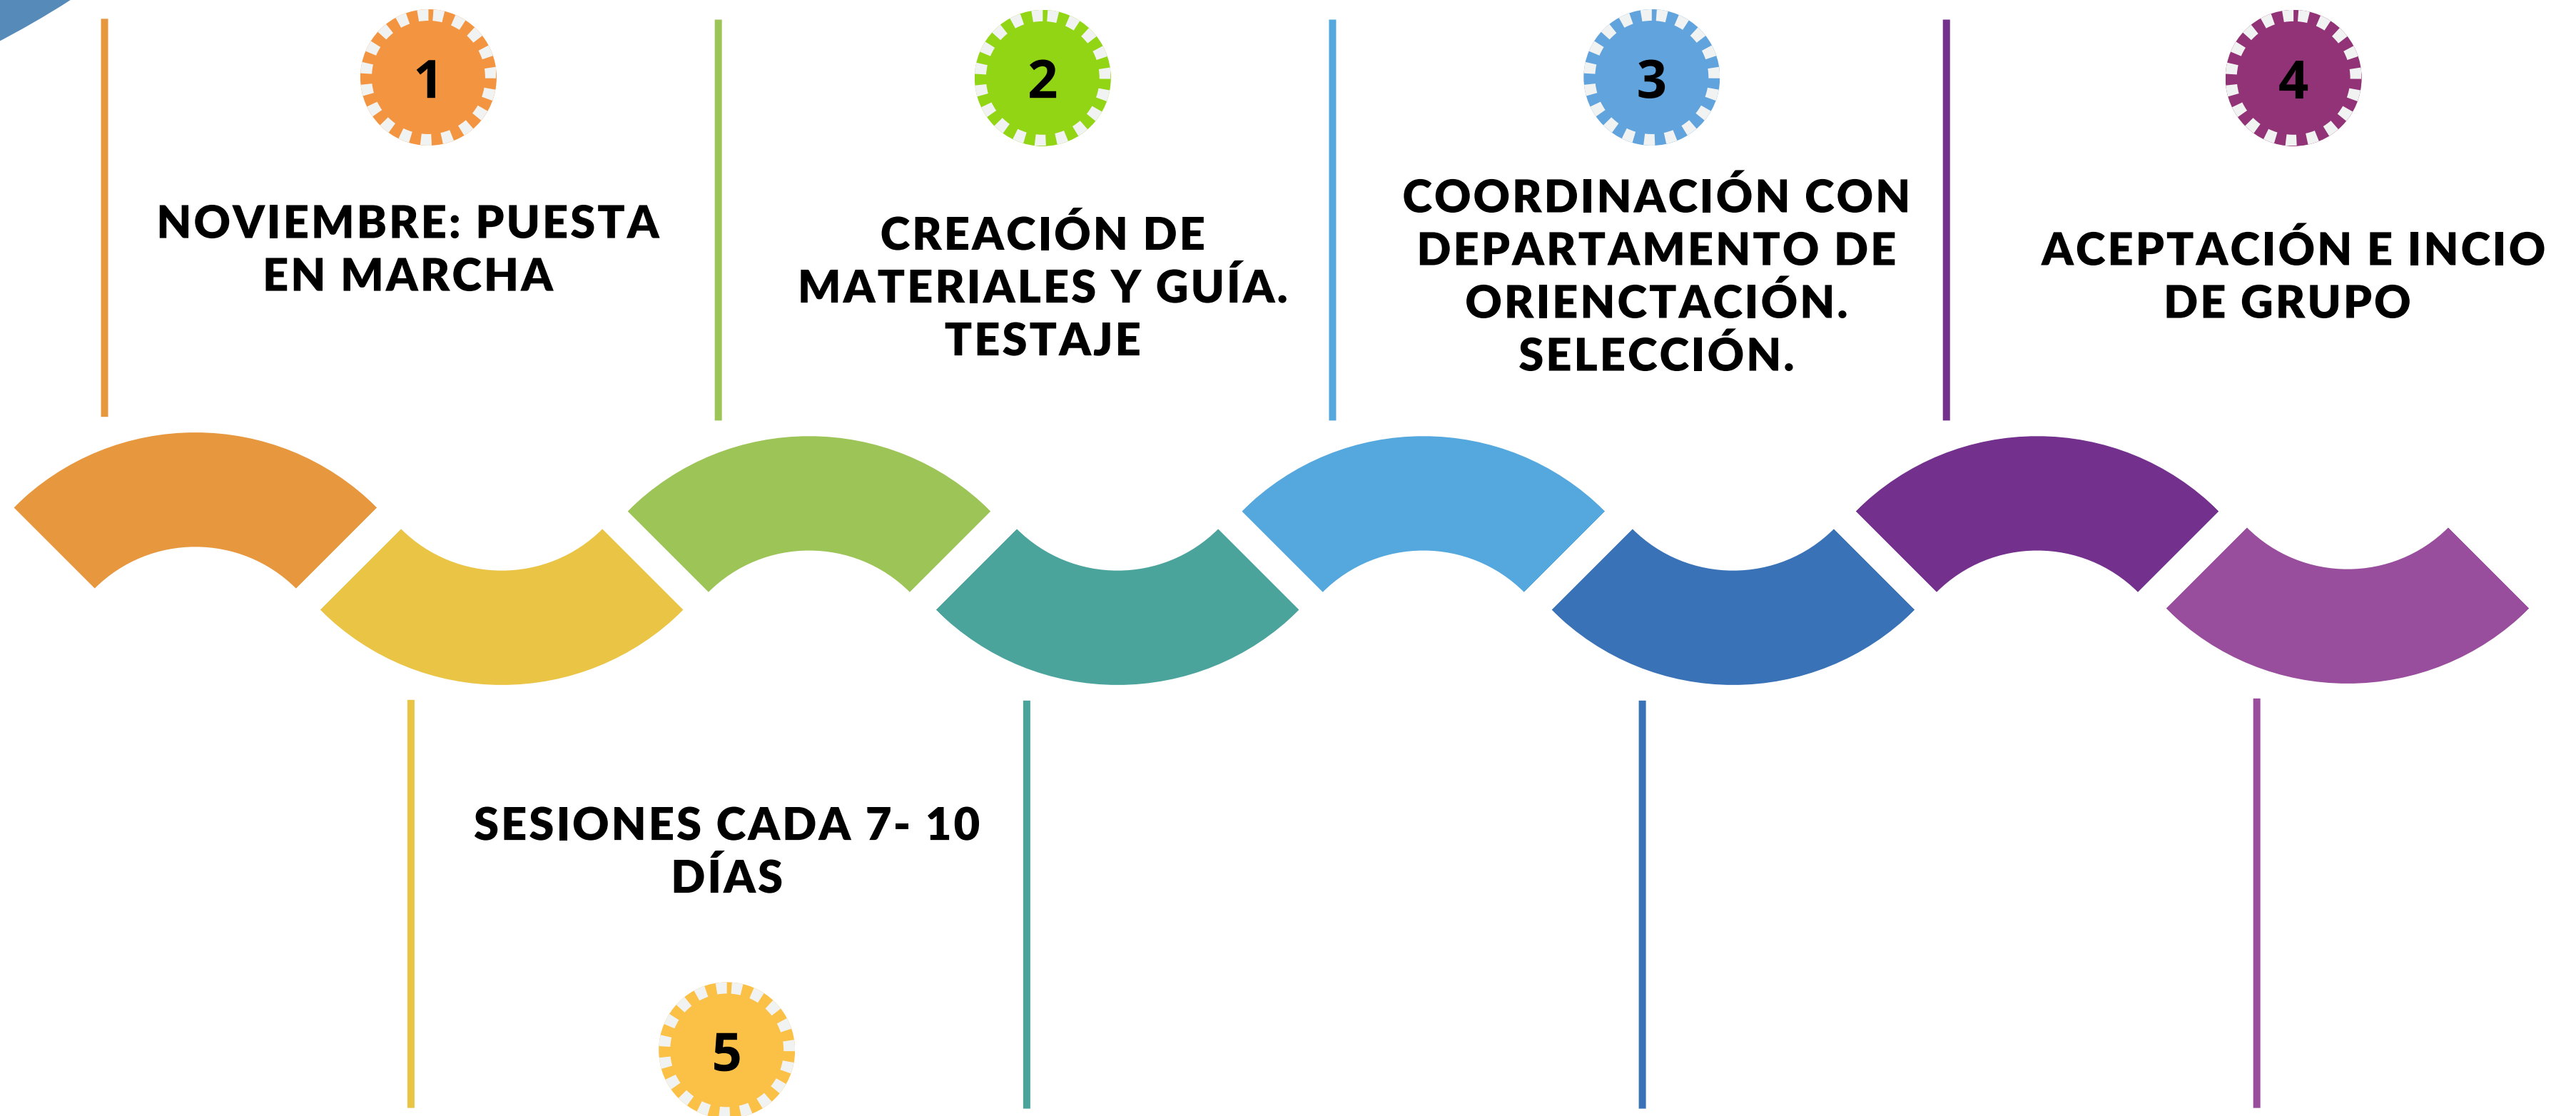 1
NOVIEMBRE: PUESTA
EN MARCHA
2
CREACIÓN DE
MATERIALES Y GUÍA.
TESTAJE
3
COORDINACIÓN CON
DEPARTAMENTO DE
ORIENCTACIÓN.
SELECCIÓN.
4
ACEPTACIÓN E INCIO
DE GRUPO
SESIONES CADA 7- 10
DÍAS
5